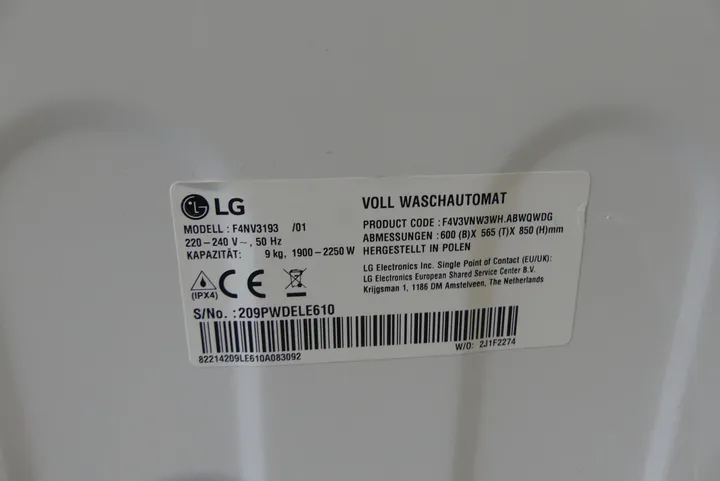 LG
VOLL WASCHAUTOMAT
MODELL : F4NV3193 /01
220-240 V~, 50 Hz
KAPAZITÄT: 9 kg, 1900-2250 W
PRODUCT CODE : F4V3VNW3WH.ABWQWDG
ABMESSUNGEN : 600 (B)X 565 (T)X 850 (H)mm
HERGESTELLT IN POLEN
LG Electronics Inc. Single Point of Contact (EU/UK):
LG Electronics European Shared Service Center B.V.
Krijgsman 1, 1186 DM Amstelveen, The Netherlands
(IPX4)
CE
S/No. : 209PWDELE610
82214209LE610A083092
W/O: 2J1F2274